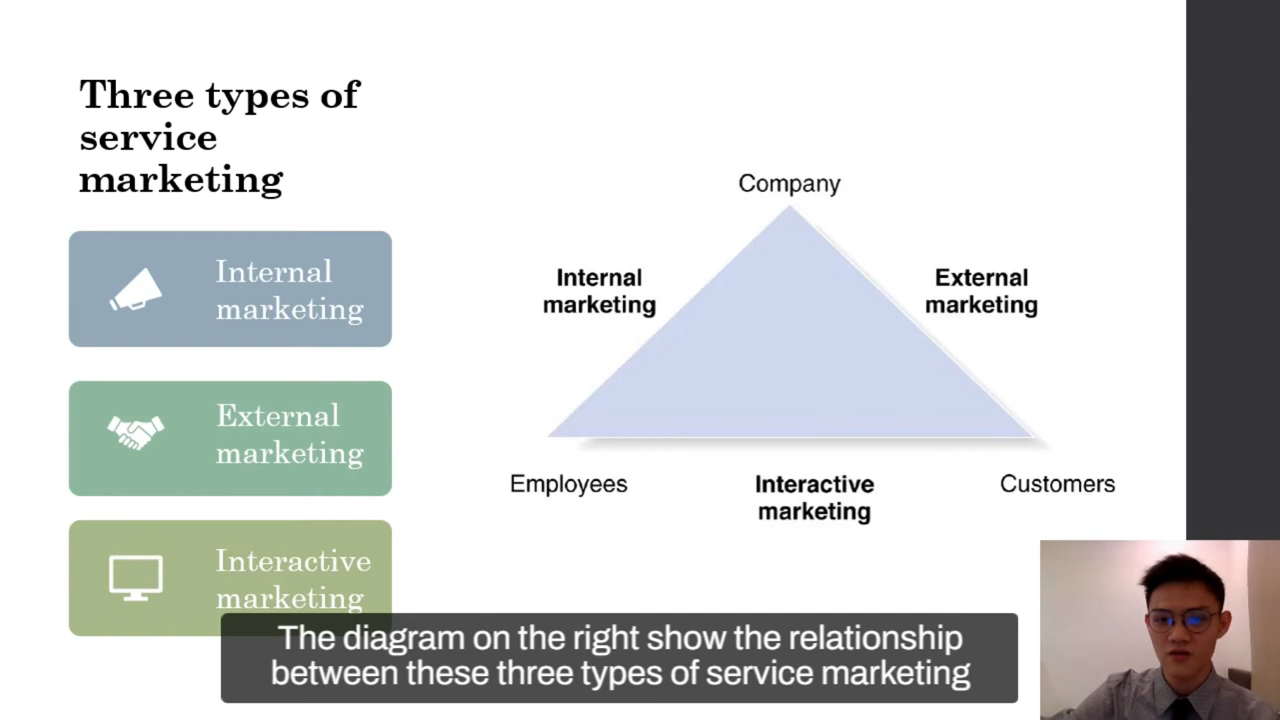 Three types of
service
marketing
Internal
marketing
External
marketing
Interactive
marketing
Company
Internal
marketing
External
marketing
Employees
Interactive
marketing
Customers
The diagram on the right show the relationship
between these three types of service marketing